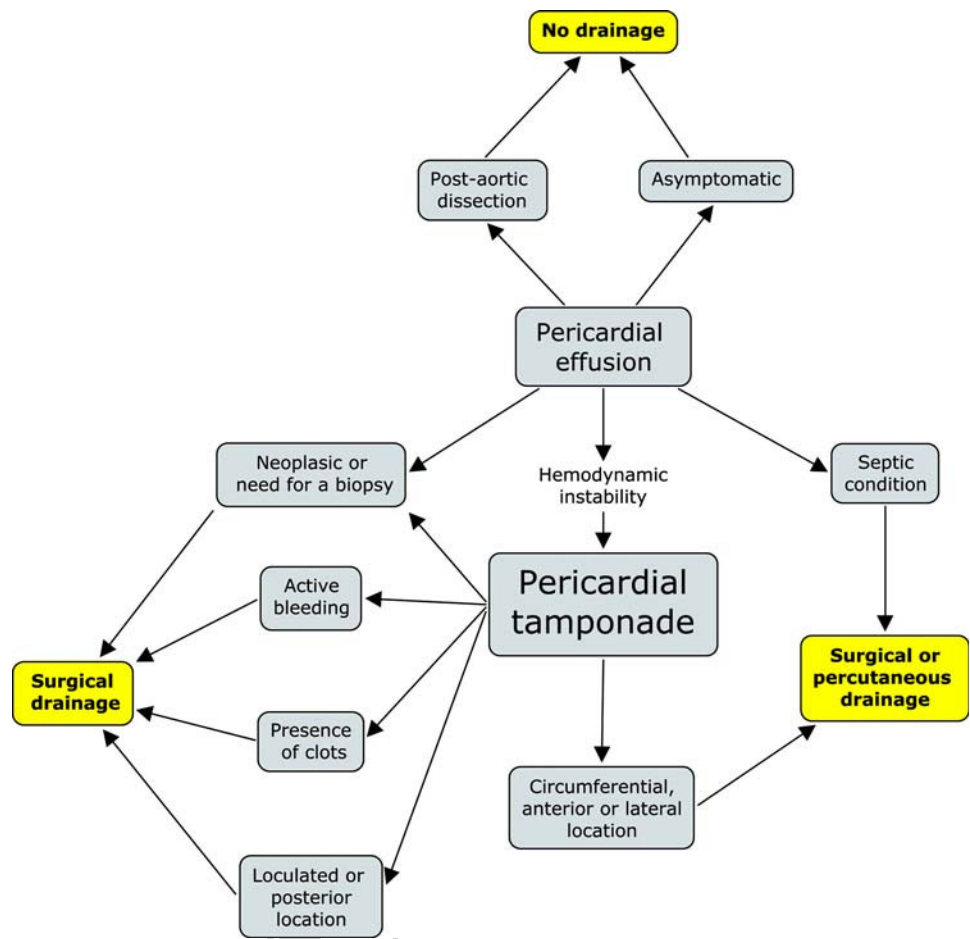 No drainage
Post-aortic
dissection
Asymptomatic
Pericardial
effusion
Neoplasic or
need for a biopsy
Hemodynamic
instability
Septic
condition
Active
bleeding
Pericardial
tamponade
Surgical
drainage
Surgical or
percutaneous
drainage
Presence
of clots
Circumferential,
anterior or lateral
location
Loculated or
posterior
location